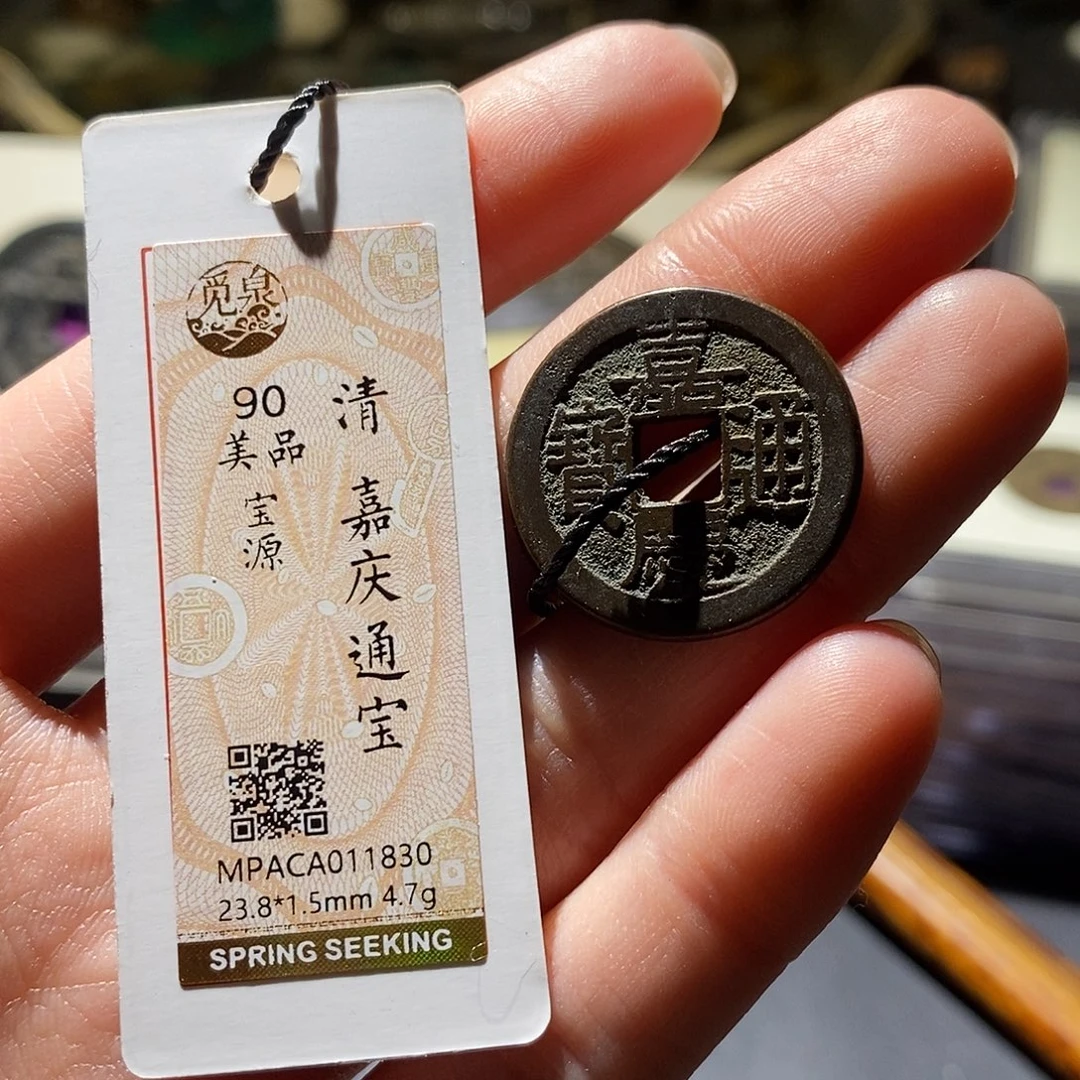 觅泉
90
美品
宝源
清 嘉庆通宝
MPACA011830
23.8*1.5mm 4.7g
SPRING SEEKING
嘉慶通寶